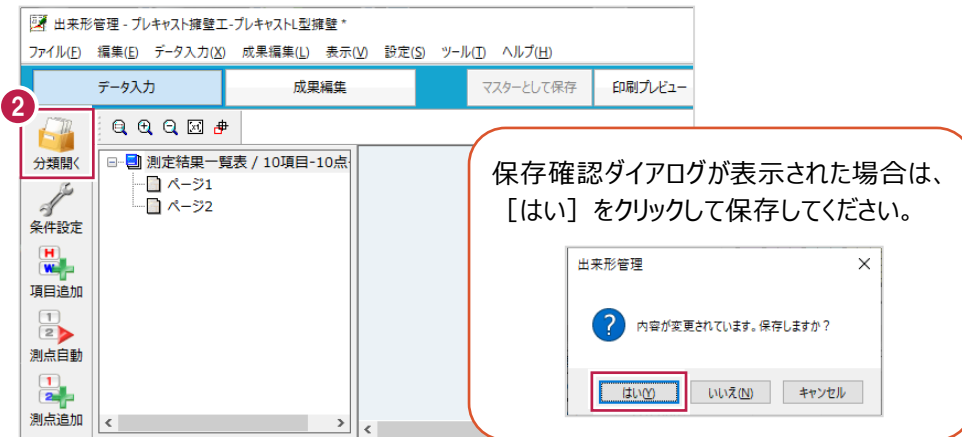 出来形管理 - プレキャスト擁壁工-プレキャストL型擁壁 *
ファイル(F) 編集(E) データ入力(X) 成果編集(L) 表示(V) 設定(S) ツール(T) ヘルプ(H)
データ入力 成果編集 マスターとして保存 印刷プレビュー
2
分類開く
測定結果一覧表 / 10項目-10点
ページ1
ページ2
条件設定
H
W
項目追加
1
2
測点自動
1
2
測点追加
保存確認ダイアログが表示された場合は、
［はい］をクリックして保存してください。
出来形管理
内容が変更されています。保存しますか？
はい(Y) いいえ(N) キャンセル